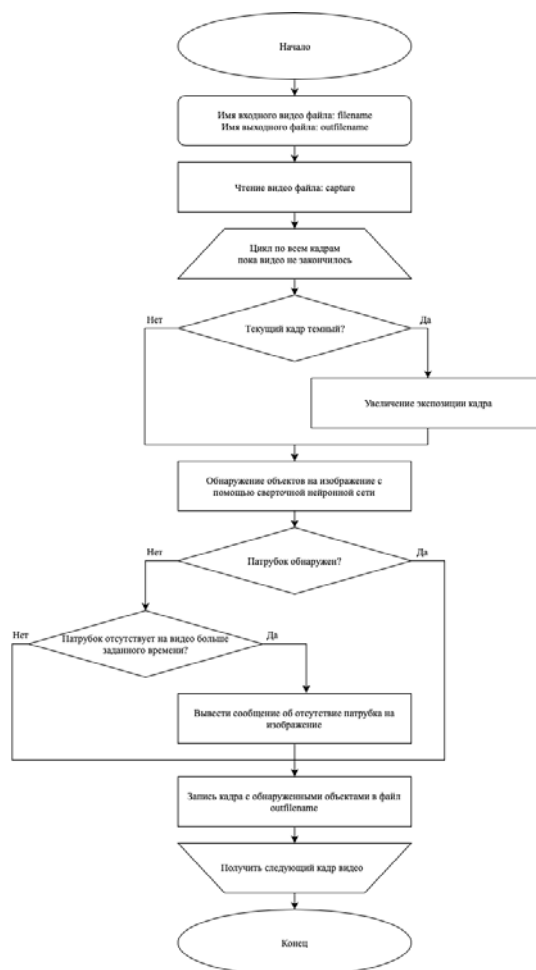 Начало
Имя входного видео файла: filename
Имя выходного файла: outfilename
Чтение видео файла: capture
Цикл по всем кадрам
пока видео не закончилось
Нет
Да
Текущий кадр темный?
Увеличение экспозиции кадра
Обнаружение объектов на изображение с
помощью сверточной нейронной сети
Нет
Да
Патрубок обнаружен?
Нет
Да
Патрубок отсутствует на видео больше
заданного времени?
Вывести сообщение об отсутствие патрубка на
изображение
Запись кадра с обнаруженными объектами в файл
outfilename
Получить следующий кадр видео
Конец